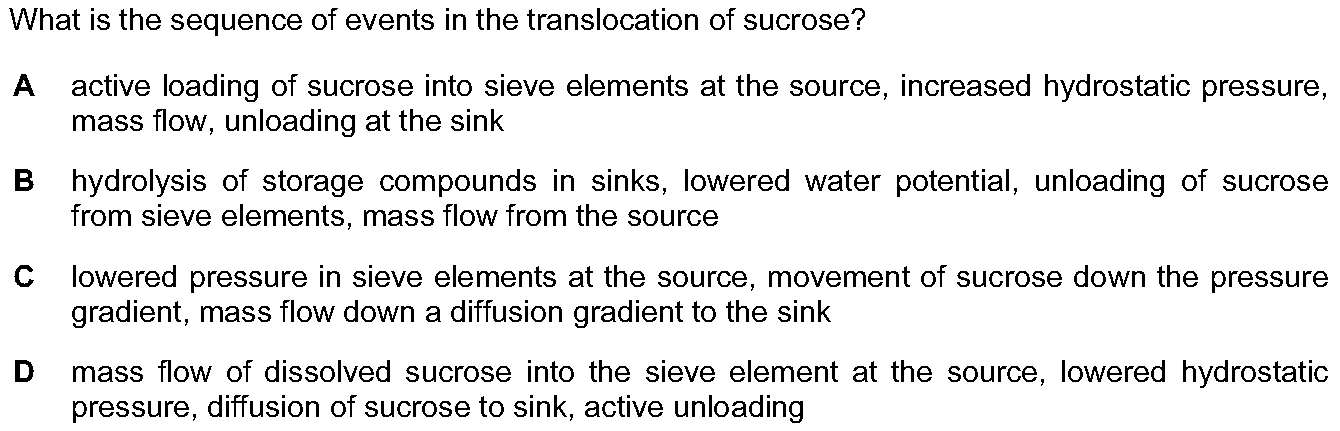 What is the sequence of events in the translocation of sucrose?
A active loading of sucrose into sieve elements at the source, increased hydrostatic pressure,
mass flow, unloading at the sink
B hydrolysis of storage compounds in sinks, lowered water potential, unloading of sucrose
from sieve elements, mass flow from the source
C lowered pressure in sieve elements at the source, movement of sucrose down the pressure
gradient, mass flow down a diffusion gradient to the sink
D mass flow of dissolved sucrose into the sieve element at the source, lowered hydrostatic
pressure, diffusion of sucrose to sink, active unloading